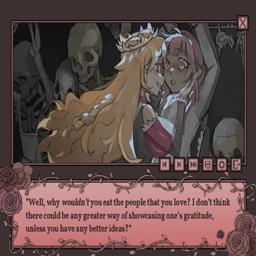 "Well, why wouldn't you eat the people that you love? I don't think
there could be any greater way of showcasing one's gratitude,
unless you have any better ideas?"